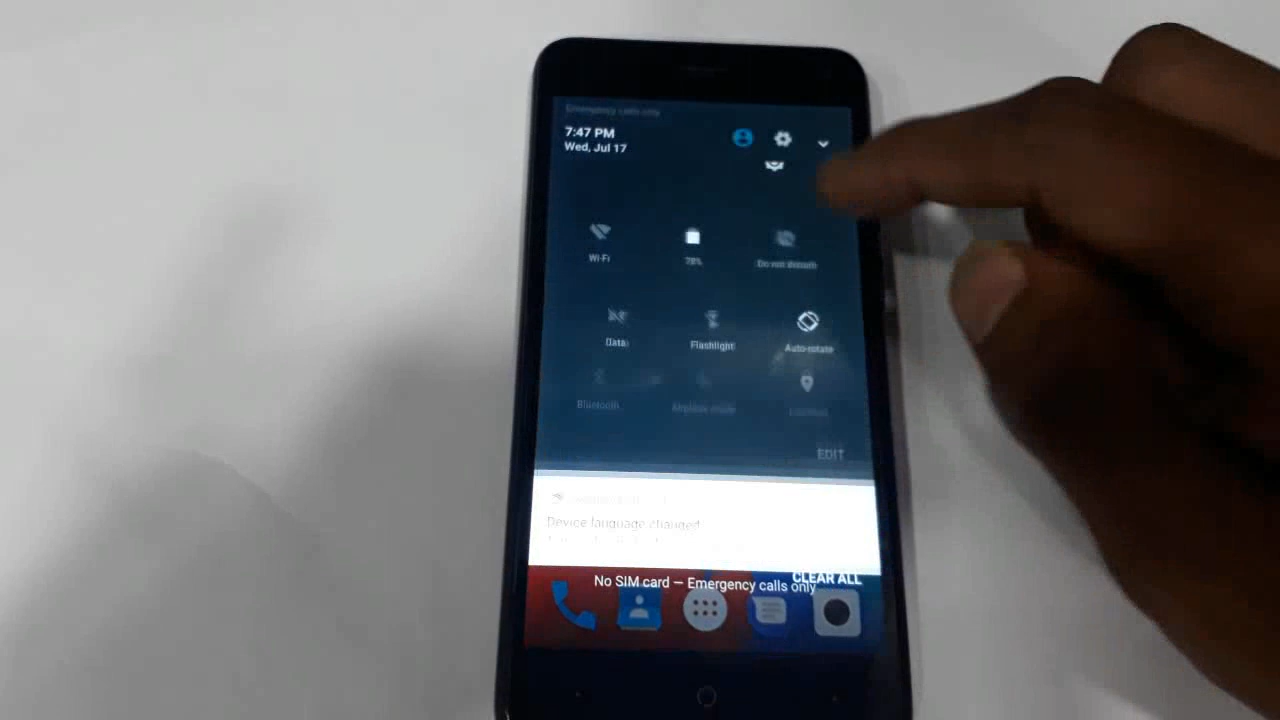 Emergency calls only
7:47 PM
Wed, Jul 17
Wi-Fi
78%
Do not disturb
Data
Flashlight
Auto-rotate
Bluetooth
Airplane mode
Location
EDIT
Device language changed
CLEAR ALL
No SIM card — Emergency calls only